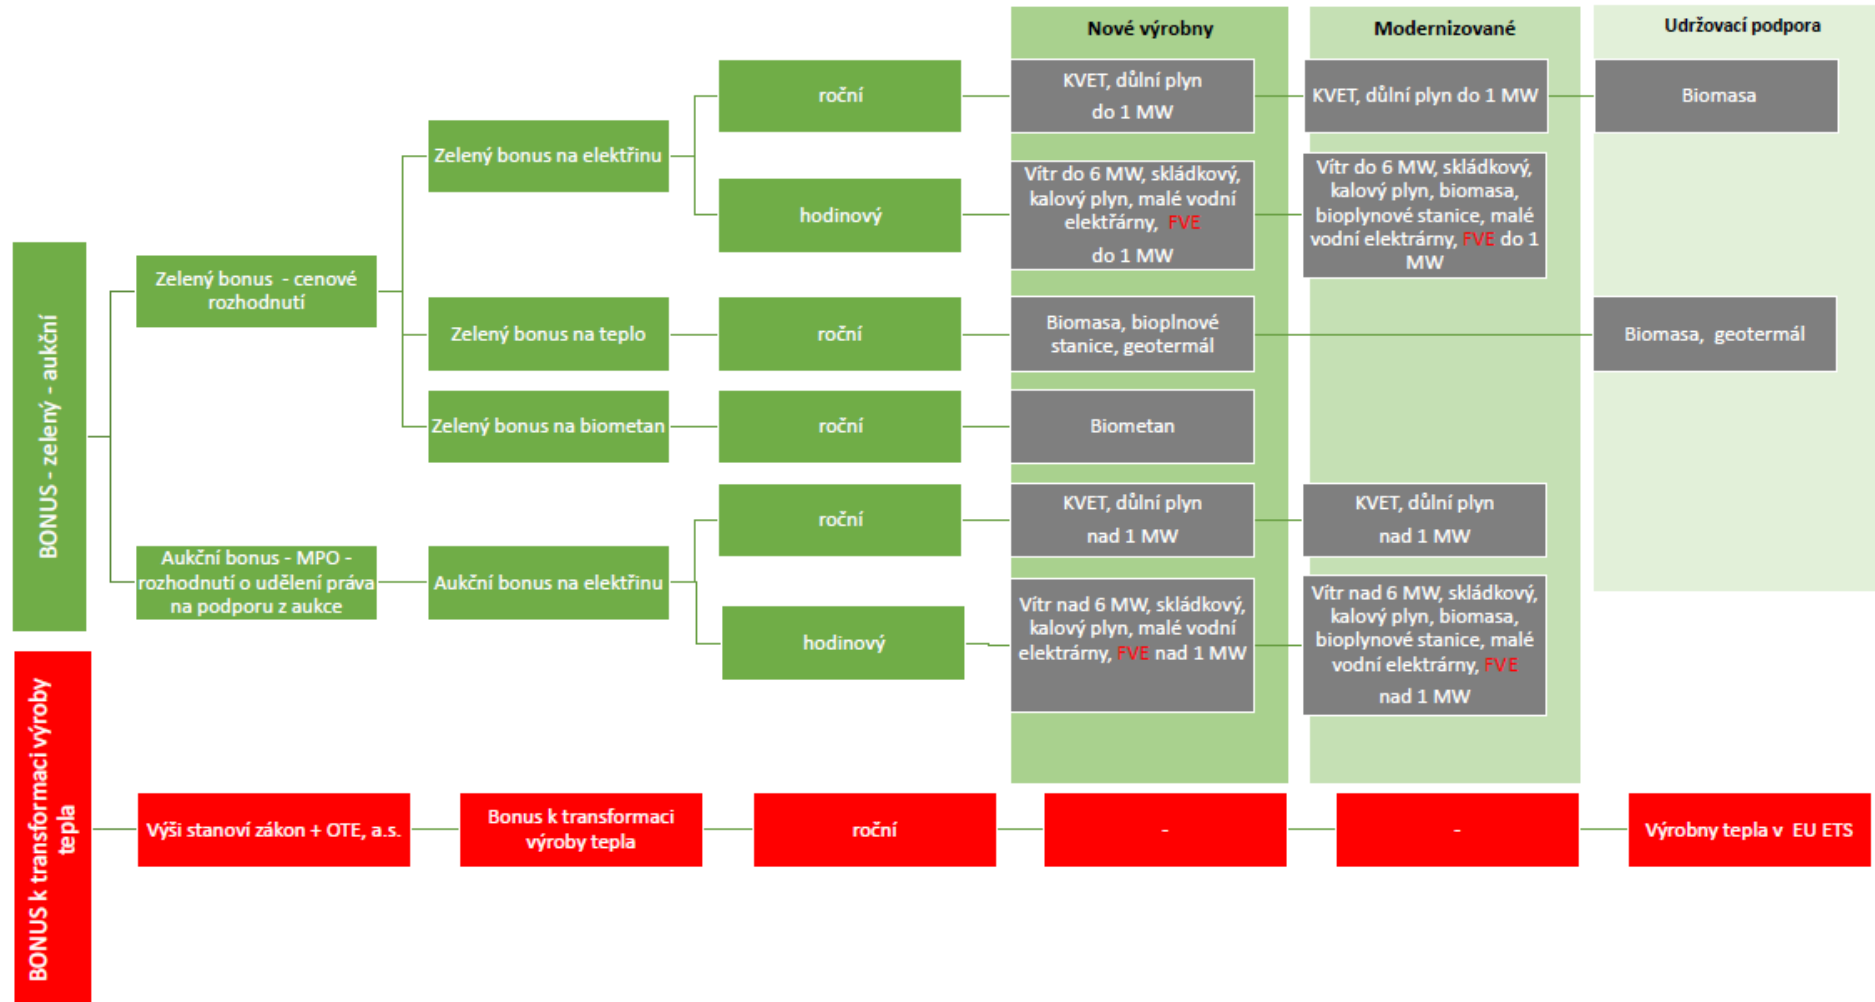 Nové výrobny
Modernizované
Udržovací podpora
BONUS - zelený - aukční
Zelený bonus - cenové
rozhodnutí
Zelený bonus na elektřinu
roční
KVET, důlní plyn
do 1 MW
KVET, důlní plyn do 1 MW
Biomasa
hodinový
Vítr do 6 MW, skládkový,
kalový plyn, malé vodní
elektřárny, FVE
do 1 MW
Vítr do 6 MW, skládkový,
kalový plyn, biomasa,
bioplynové stanice, malé
vodní elektrárny, FVE do 1
MW
Zelený bonus na teplo
roční
Biomasa, bioplnové
stanice, geotermál
Biomasa, geotermál
Zelený bonus na biometan
roční
Biometan
Aukční bonus - MPO -
rozhodnutí o udělení práva
na podporu z aukce
Aukční bonus na elektřinu
roční
KVET, důlní plyn
nad 1 MW
KVET, důlní plyn
nad 1 MW
hodinový
Vítr nad 6 MW, skládkový,
kalový plyn, malé vodní
elektrárny, FVE nad 1 MW
Vítr nad 6 MW, skládkový,
kalový plyn, biomasa,
bioplynové stanice, malé
vodní elektrárny, FVE
nad 1 MW
BONUS k transformaci výroby
tepla
Výši stanoví zákon + OTE, a.s.
Bonus k transformaci
výroby tepla
roční
-
-
Výrobny tepla v EU ETS